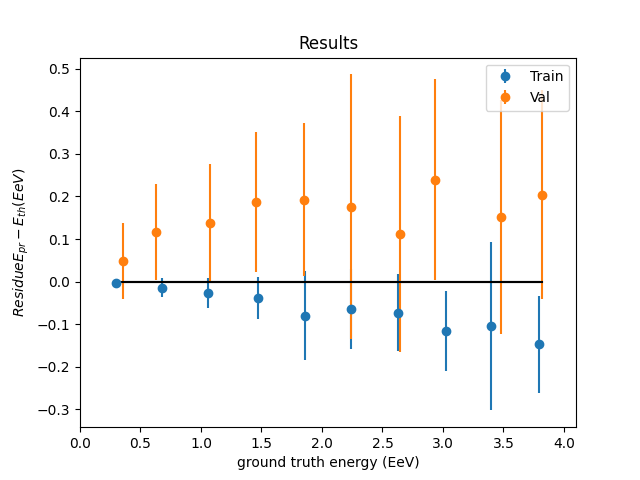 Results
Train
Val
ResidueE_{pr} − E_{th}(EeV)
0.5
0.4
0.3
0.2
0.1
0.0
−0.1
−0.2
−0.3
0.0 0.5 1.0 1.5 2.0 2.5 3.0 3.5 4.0
ground truth energy (EeV)